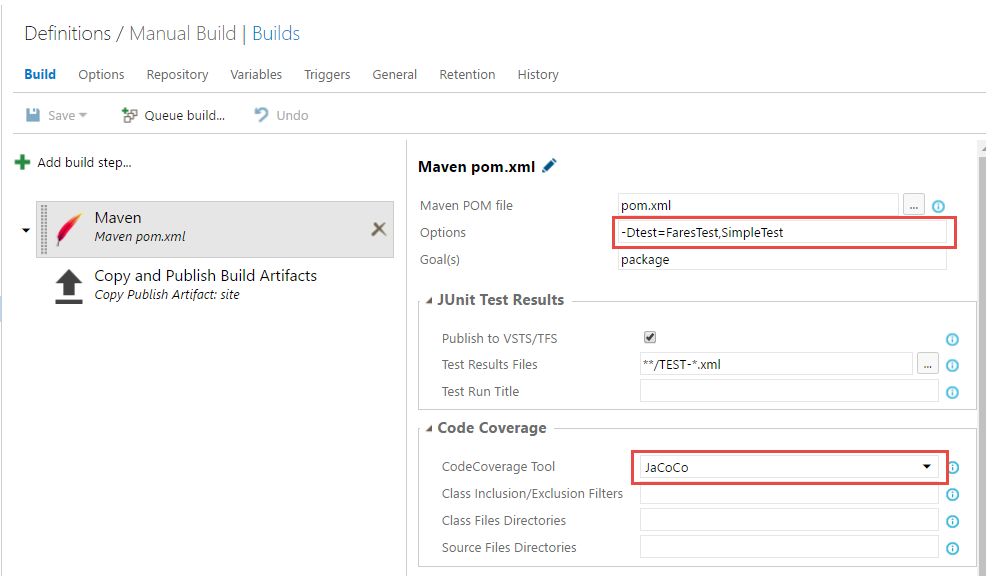 Definitions / Manual Build | Builds
Build Options Repository Variables Triggers General Retention History
Save Queue build... Undo
Add build step...
Maven
Maven pom.xml
Copy and Publish Build Artifacts
Copy Publish Artifact: site
Maven pom.xml
Maven POM file pom.xml ...
Options -Dtest=FaresTest,SimpleTest
Goal(s) package
JUnit Test Results
Publish to VSTS/TFS
Test Results Files **/TEST-*.xml ...
Test Run Title
Code Coverage
CodeCoverage Tool JaCoCo
Class Inclusion/Exclusion Filters
Class Files Directories
Source Files Directories